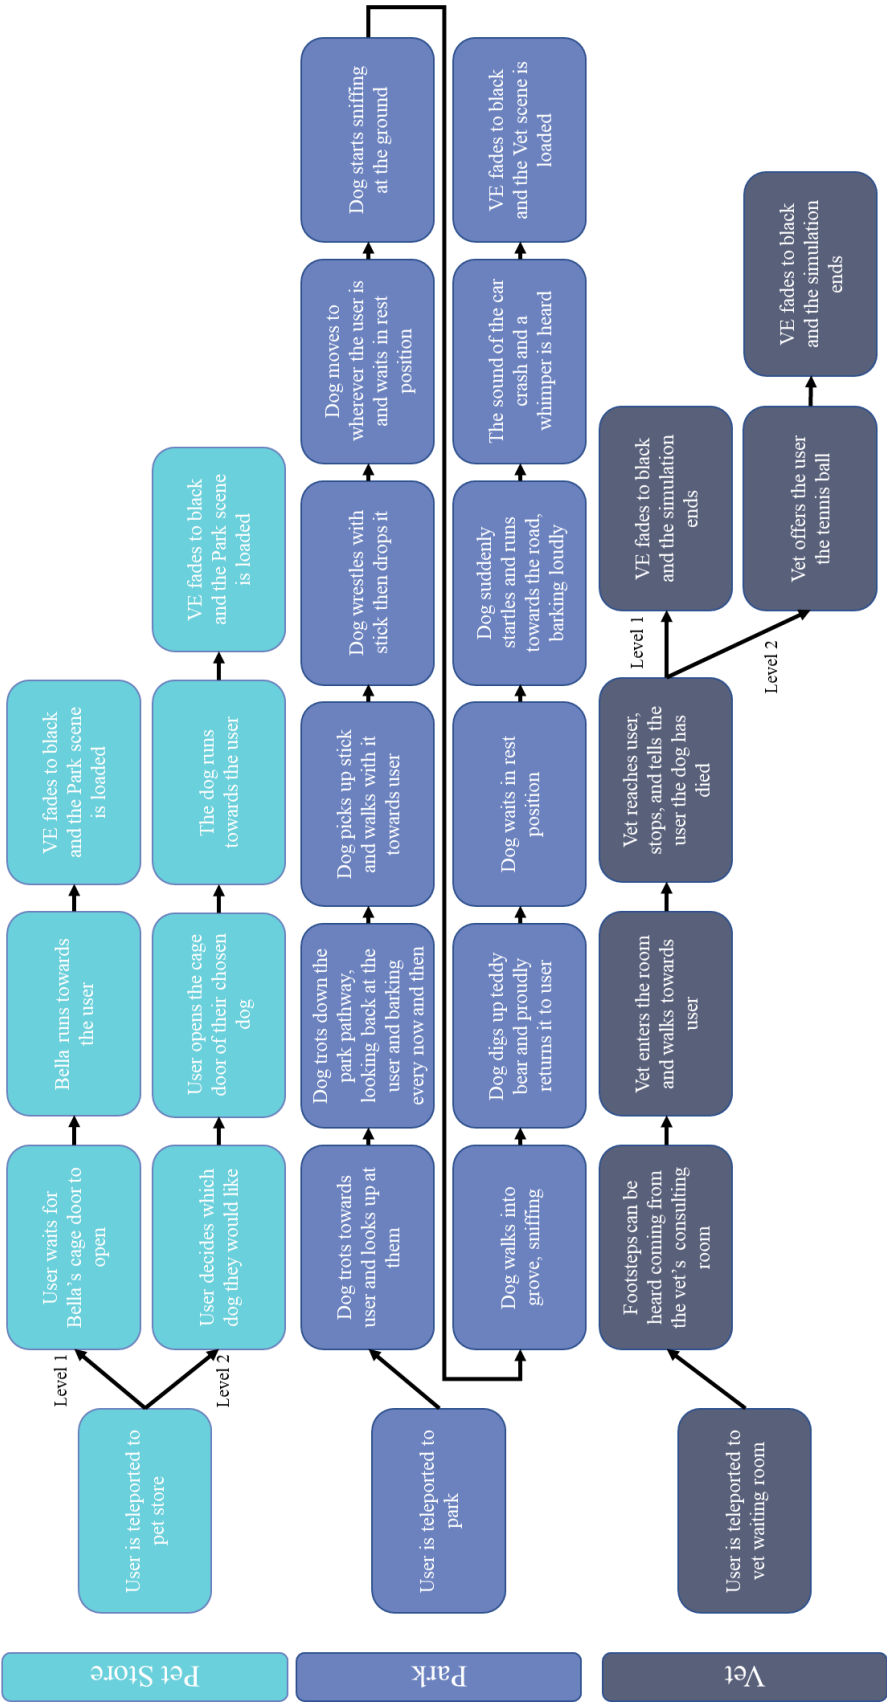 Pet Store
User is teleported to
pet store
Level 1
User waits for
Bella's cage door to
open
Bella runs towards
the user
VE fades to black
and the Park scene
is loaded
Level 2
User decides which
dog they would like
User opens the cage
door of their chosen
dog
The dog runs
towards the user
VE fades to black
and the Park scene
is loaded
Park
User is teleported to
park
Dog trots towards
user and looks up at
them
Dog trots down the
park pathway,
looking back at the
user and barking
every now and then
Dog picks up stick
and walks with it
towards user
Dog wrestles with
stick then drops it
Dog moves to
wherever the user is
and waits in rest
position
Dog starts sniffing
at the ground
Dog walks into
grove, sniffing
Dog digs up teddy
bear and proudly
returns it to user
Dog waits in rest
position
Dog suddenly
startles and runs
towards the road,
barking loudly
The sound of the car
crash and a
whimper is heard
VE fades to black
and the Vet scene is
loaded
Vet
User is teleported to
vet waiting room
Footsteps can be
heard coming from
the vet's consulting
room
Vet enters the room
and walks towards
user
Vet reaches user,
stops, and tells the
user the dog has
died
Level 1
VE fades to black
and the simulation
ends
Level 2
Vet offers the user
the tennis ball
VE fades to black
and the simulation
ends